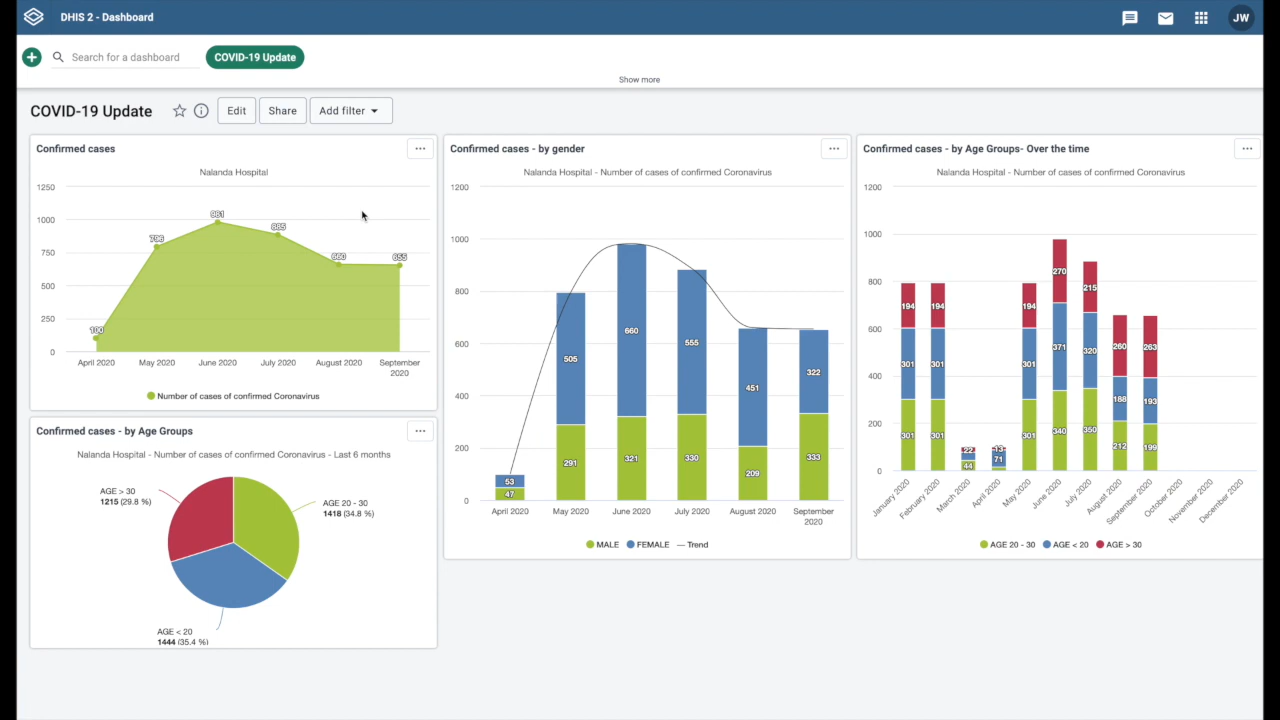 DHIS 2 - Dashboard
JW
Search for a dashboard
COVID-19 Update
Show more
COVID-19 Update
Edit
Share
Add filter
Confirmed cases
Nalanda Hospital
1250
1000
750
500
250
0
100
796
981
885
660
655
April 2020
May 2020
June 2020
July 2020
August 2020
September
2020
Number of cases of confirmed Coronavirus
Confirmed cases - by gender
Nalanda Hospital - Number of cases of confirmed Coronavirus
1200
1000
800
600
400
200
0
53
47
505
291
660
321
555
330
451
209
322
333
April 2020
May 2020
June 2020
July 2020
August 2020
September
2020
MALE
FEMALE
Trend
Confirmed cases - by Age Groups- Over the time
Nalanda Hospital - Number of cases of confirmed Coronavirus
1200
1000
800
600
400
200
0
194
301
301
194
301
301
22
44
13
71
194
301
301
270
371
340
215
320
350
260
188
212
263
193
199
January 2020
February 2020
March 2020
April 2020
May 2020
June 2020
July 2020
August 2020
September 2020
October 2020
November 2020
December 2020
AGE 20 - 30
AGE < 20
AGE > 30
Confirmed cases - by Age Groups
Nalanda Hospital - Number of cases of confirmed Coronavirus - Last 6 months
AGE > 30
1215 (29.8 %)
AGE 20 - 30
1418 (34.8 %)
AGE < 20
1444 (35.4 %)